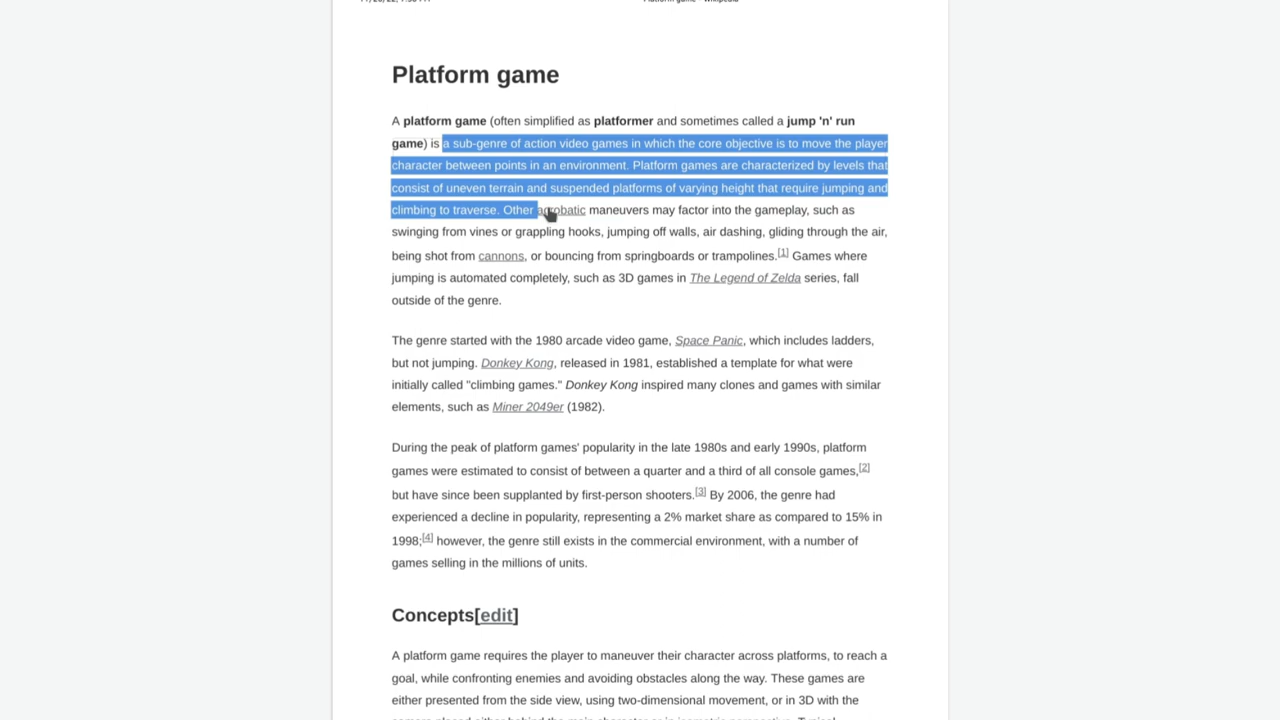 Platform game
A platform game (often simplified as platformer and sometimes called a jump 'n' run
game) is a sub-genre of action video games in which the core objective is to move the player
character between points in an environment. Platform games are characterized by levels that
consist of uneven terrain and suspended platforms of varying height that require jumping and
climbing to traverse. Other acrobatic maneuvers may factor into the gameplay, such as
swinging from vines or grappling hooks, jumping off walls, air dashing, gliding through the air,
being shot from cannons, or bouncing from springboards or trampolines.[1] Games where
jumping is automated completely, such as 3D games in The Legend of Zelda series, fall
outside of the genre.
The genre started with the 1980 arcade video game, Space Panic, which includes ladders,
but not jumping. Donkey Kong, released in 1981, established a template for what were
initially called "climbing games." Donkey Kong inspired many clones and games with similar
elements, such as Miner 2049er (1982).
During the peak of platform games' popularity in the late 1980s and early 1990s, platform
games were estimated to consist of between a quarter and a third of all console games,[2]
but have since been supplanted by first-person shooters.[3] By 2006, the genre had
experienced a decline in popularity, representing a 2% market share as compared to 15% in
1998;[4] however, the genre still exists in the commercial environment, with a number of
games selling in the millions of units.
Concepts[edit]
A platform game requires the player to maneuver their character across platforms, to reach a
goal, while confronting enemies and avoiding obstacles along the way. These games are
either presented from the side view, using two-dimensional movement, or in 3D with the